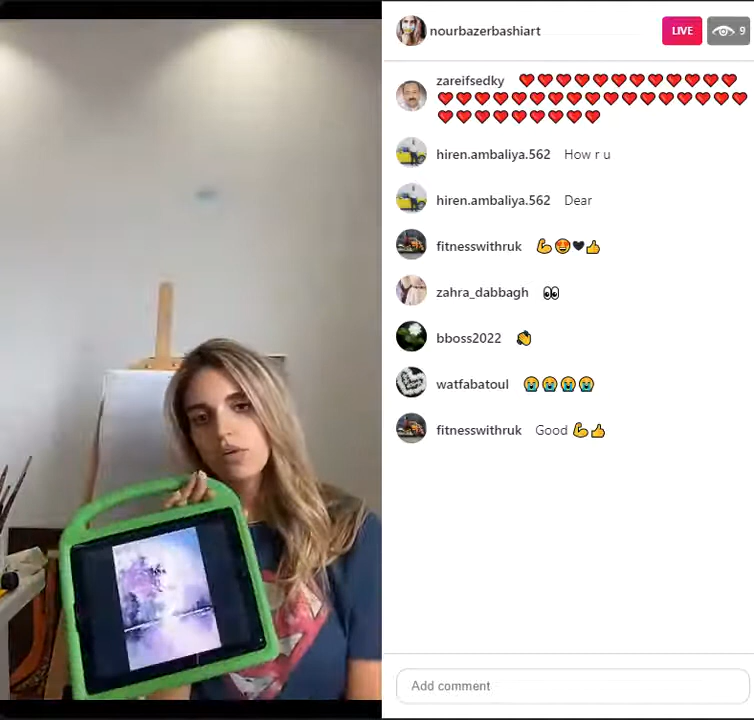 nourbazerbashiart LIVE 9
zareifsedky ❤❤❤❤❤❤❤❤❤❤❤❤
❤❤❤❤❤❤❤❤❤❤❤❤❤❤❤❤❤
❤❤❤❤❤❤❤❤❤
hiren.ambaliya.562 How r u
hiren.ambaliya.562 Dear
fitnesswithruk 💪🤩🖤👍
zahra_dabbagh 👀
bboss2022 👏
watfabatoul 😭😭😭😭
fitnesswithruk Good 💪👍
Add comment